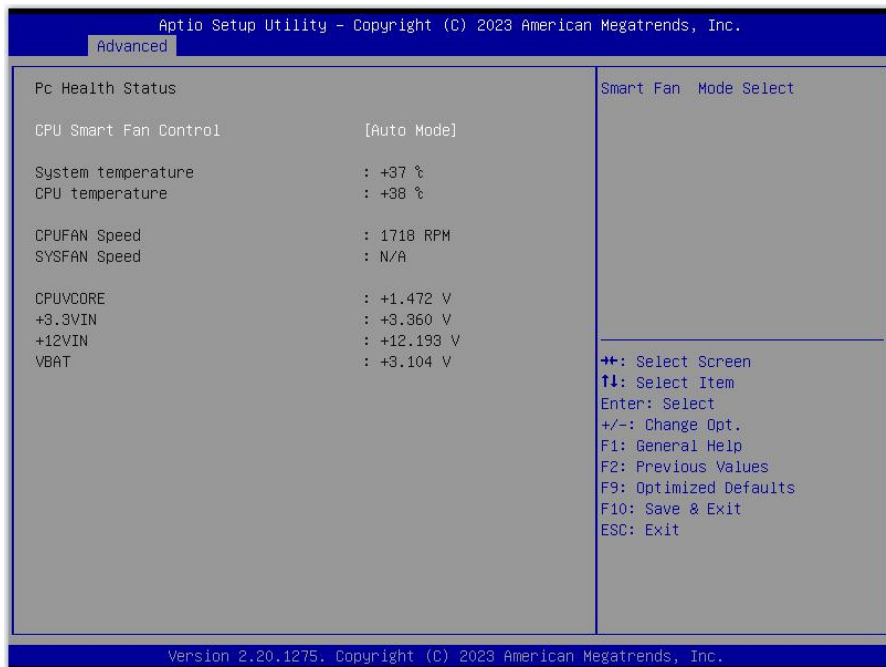 Aptio Setup Utility – Copyright (C) 2023 American Megatrends, Inc.
Advanced
Pc Health Status
CPU Smart Fan Control [Auto Mode]
System temperature : +37 ℃
CPU temperature : +38 ℃
CPUFAN Speed : 1718 RPM
SYSFAN Speed : N/A
CPUVCORE : +1.472 V
+3.3VIN : +3.360 V
+12VIN : +12.193 V
VBAT : +3.104 V
Smart Fan Mode Select
→←: Select Screen
↑↓: Select Item
Enter: Select
+/-: Change Opt.
F1: General Help
F2: Previous Values
F9: Optimized Defaults
F10: Save & Exit
ESC: Exit
Version 2.20.1275. Copyright (C) 2023 American Megatrends, Inc.